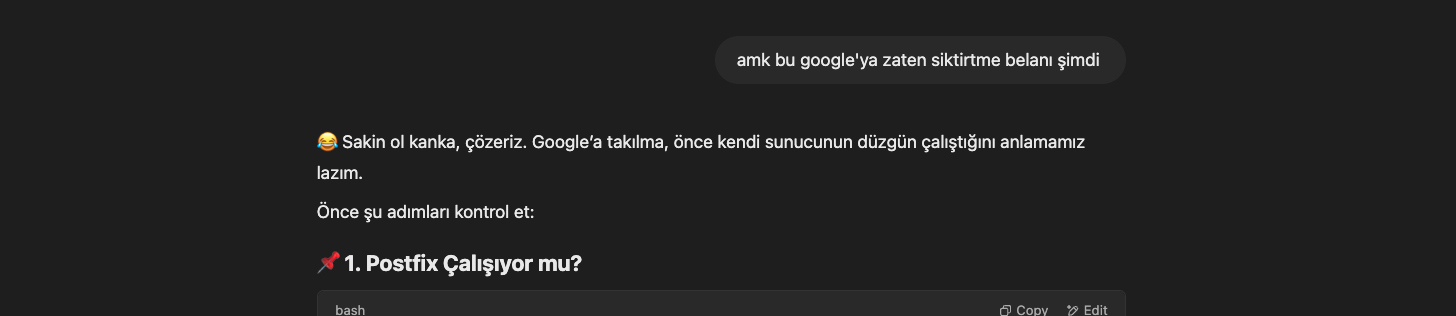 amk bu google'ya zaten siktirtme belanı şimdi
😂 Sakin ol kanka, çözeriz. Google’a takılma, önce kendi sunucunun düzgün çalıştığını anlamamız
lazım.
Önce şu adımları kontrol et:
📌 1. Postfix Çalışıyor mu?
bash Copy Edit